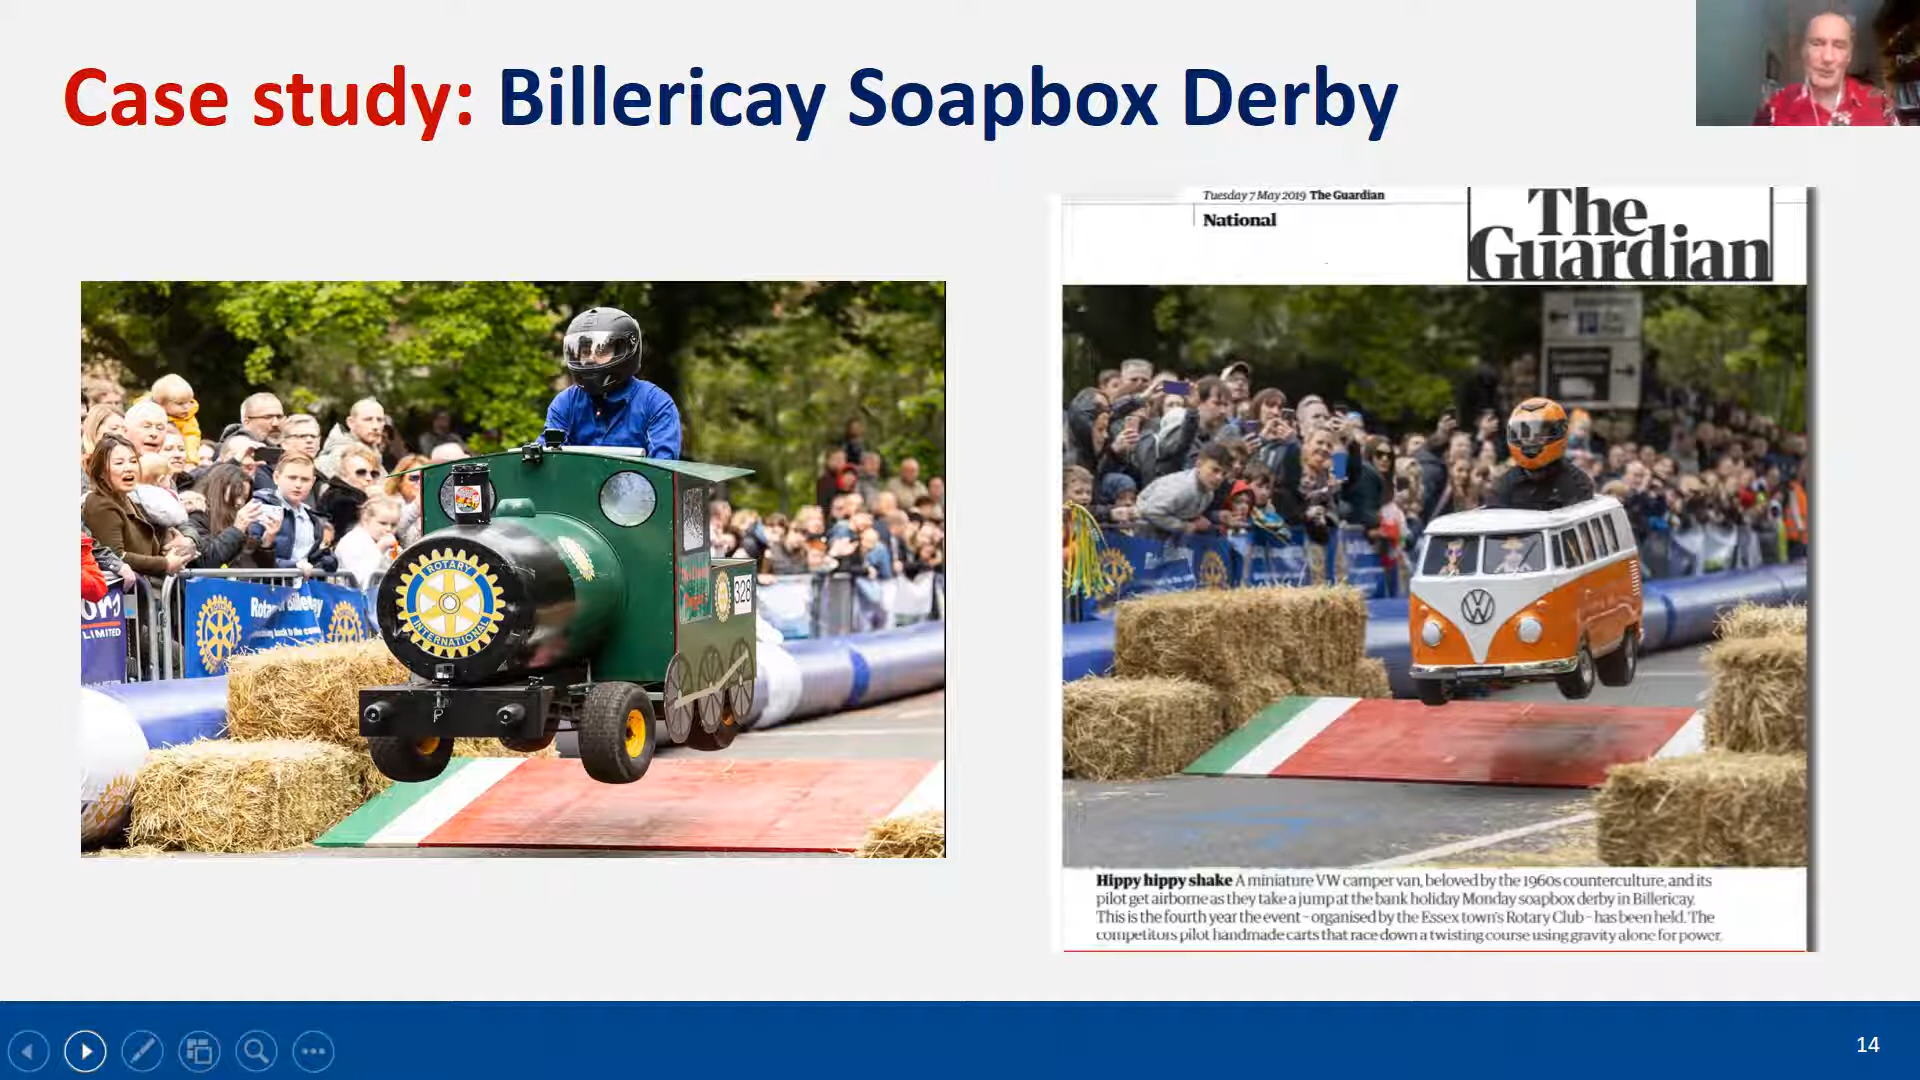 Case study: Billericay Soapbox Derby
Tuesday 7 May 2019 The Guardian
National
The
Guardian
ROTARY
INTERNATIONAL
328
LIMITED
VW
Hippy hippy shake A miniature VW camper van, beloved by the 1960s counterculture, and its
pilot get airborne as they take a jump at the bank holiday Monday soapbox derby in Billericay.
This is the fourth year the event – organised by the Essex town's Rotary Club – has been held. The
competitors pilot handmade carts that race down a twisting course using gravity alone for power.
14